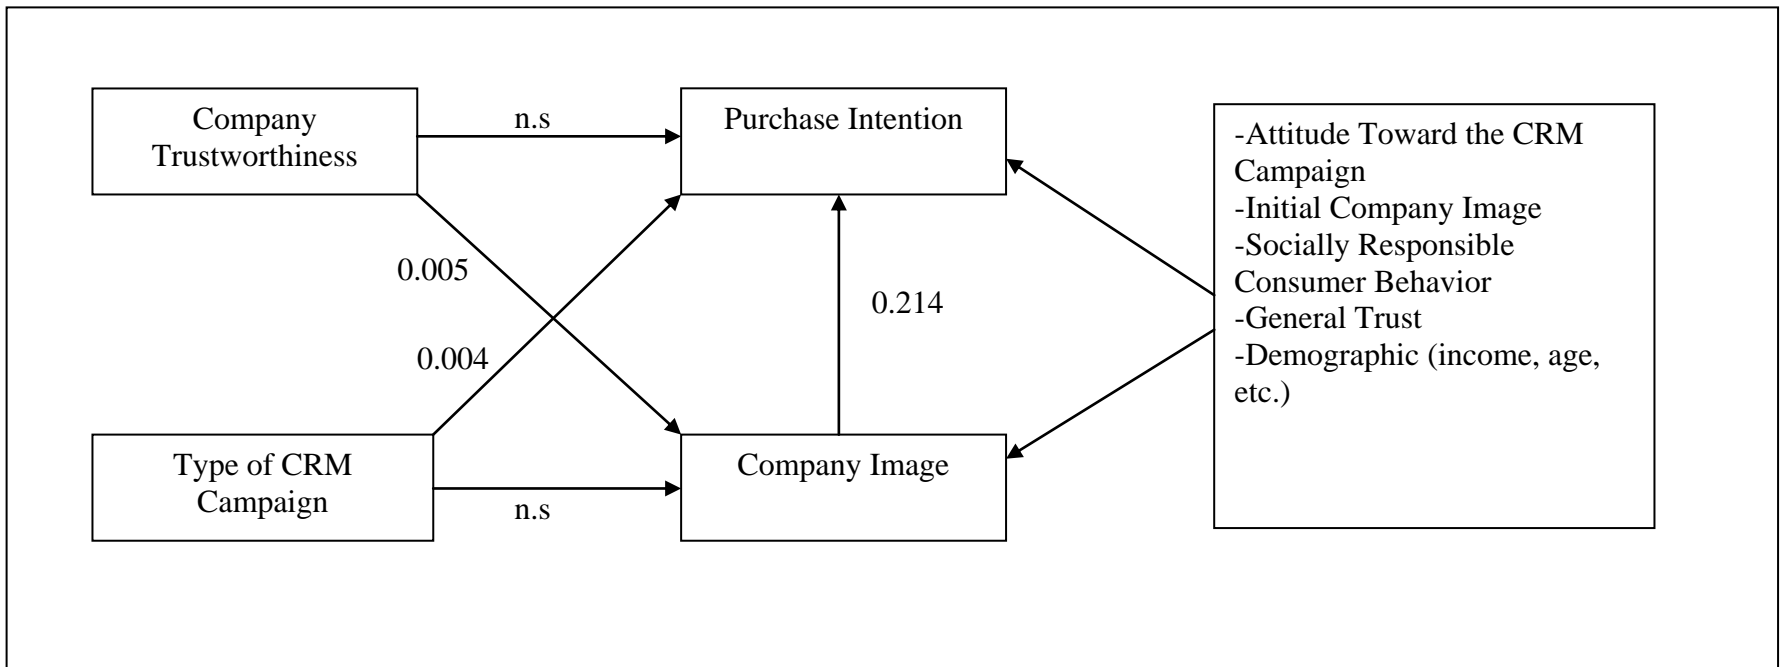 Company
Trustworthiness
n.s
Purchase Intention
-Attitude Toward the CRM
Campaign
-Initial Company Image
-Socially Responsible
Consumer Behavior
-General Trust
-Demographic (income, age,
etc.)
0.005
0.214
0.004
Type of CRM
Campaign
n.s
Company Image